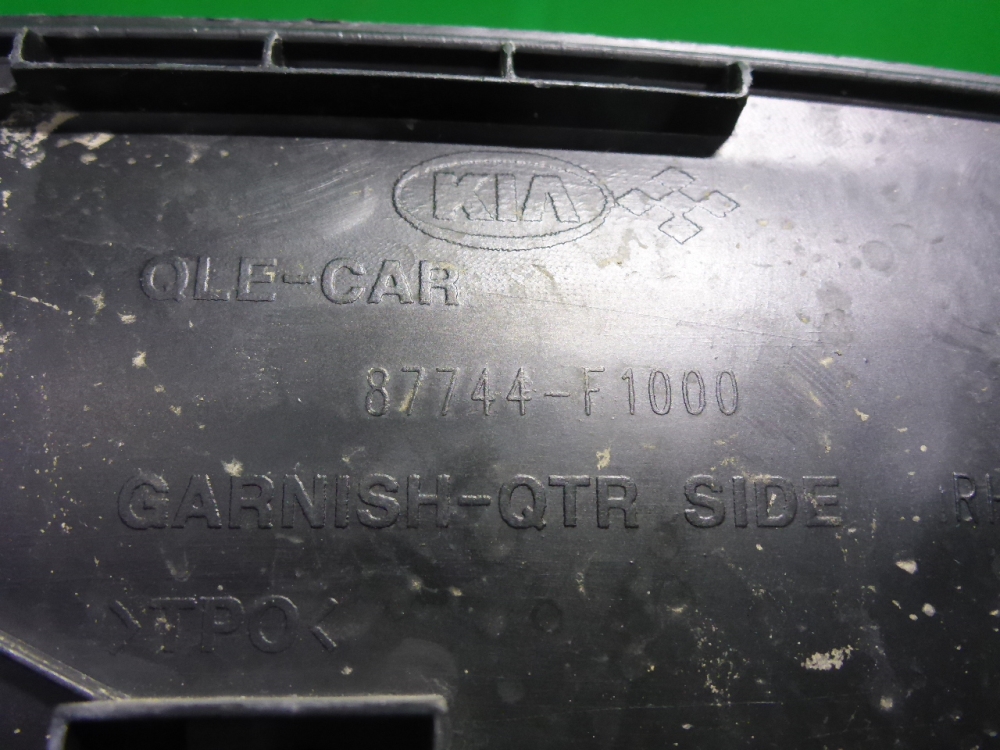 KIA
QLE-CAR
87744-F1000
GARNISH-QTR SIDE
>TPO<